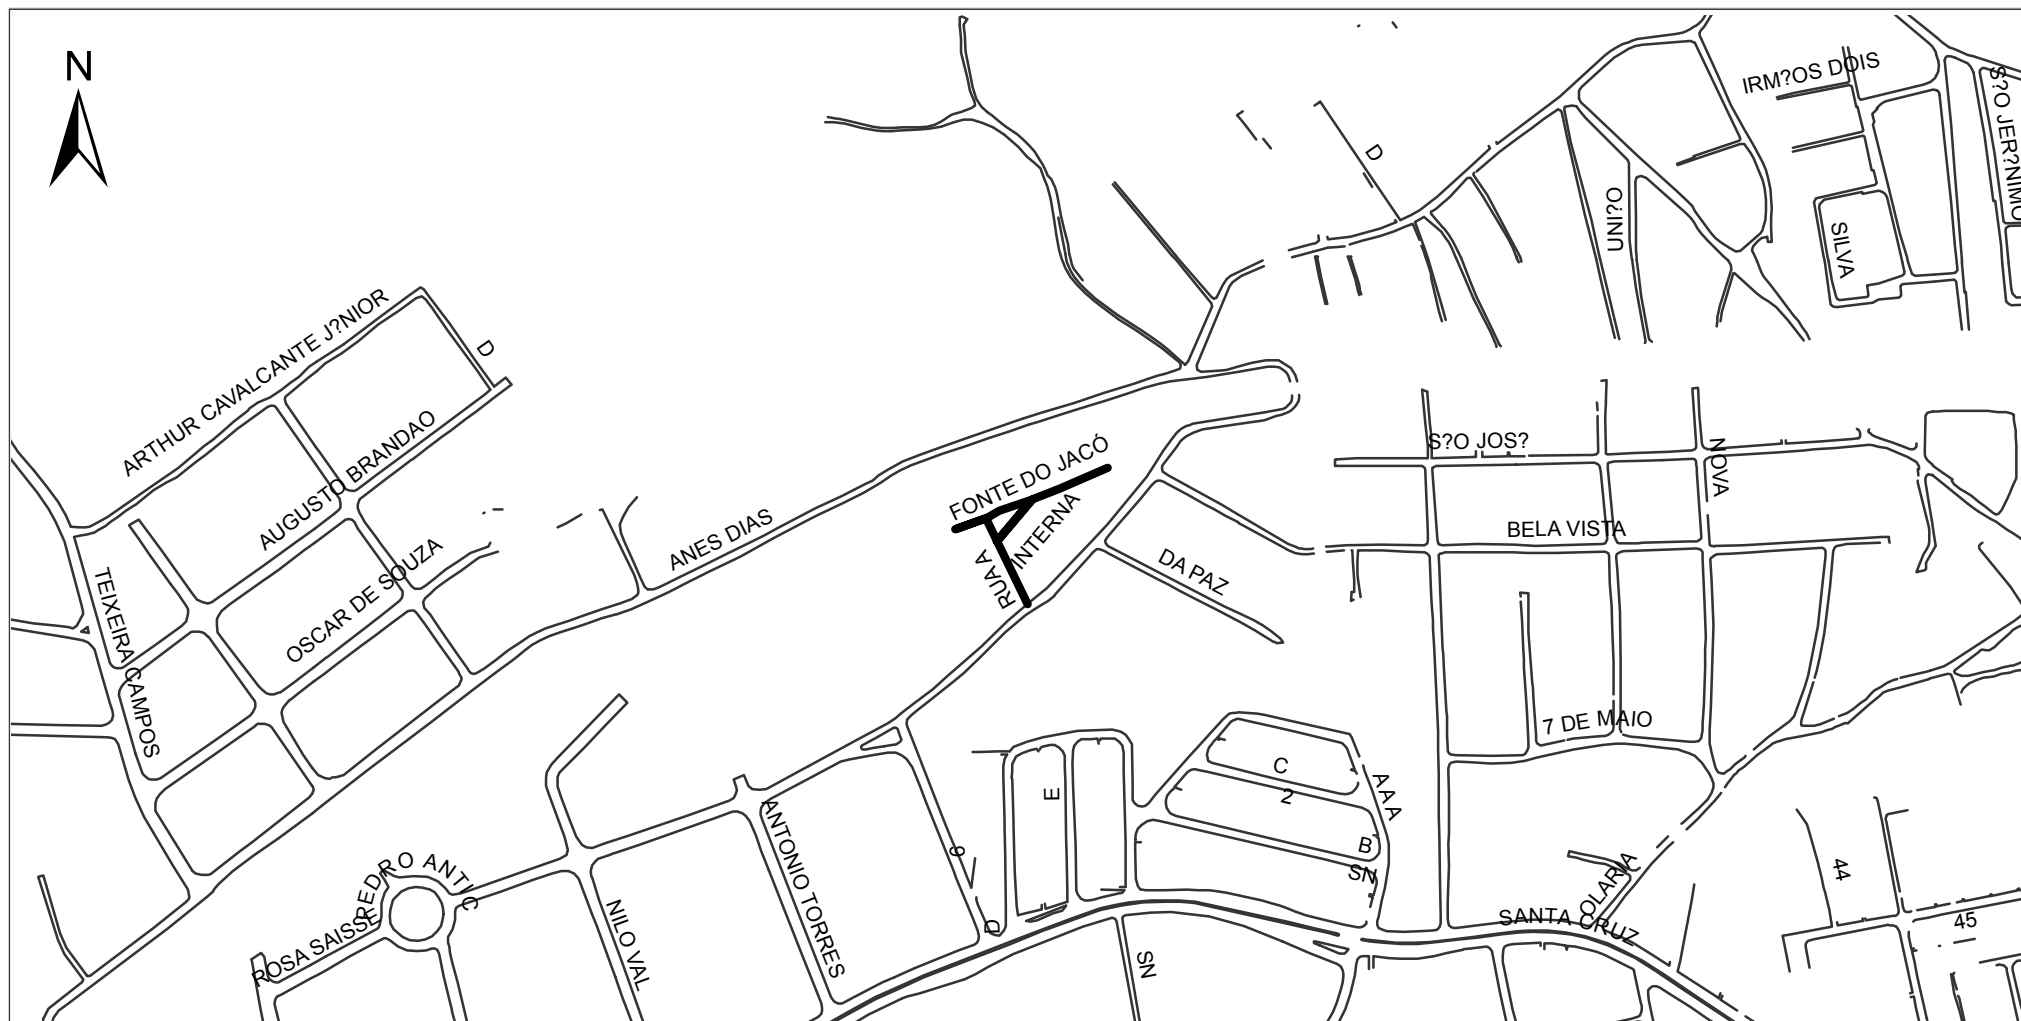 N
IRM?OS DOIS
S?O JER?NIMO
D
UNI?O
SILVA
ARTHUR CAVALCANTE J?NIOR
D
AUGUSTO BRANDAO
S?O JOS?
NOVA
FONTE DO JACÓ
INTERNA
RUA A
ANES DIAS
BELA VISTA
OSCAR DE SOUZA
DA PAZ
TEIXEIRA CAMPOS
7 DE MAIO
C
2
AAA
E
B
SN
ANTONIO TORRES
9
PEDRO ANTIC
OLARIA
44
ROSA SAISSE
NILO VAL
D
SANTA CRUZ
45
SN